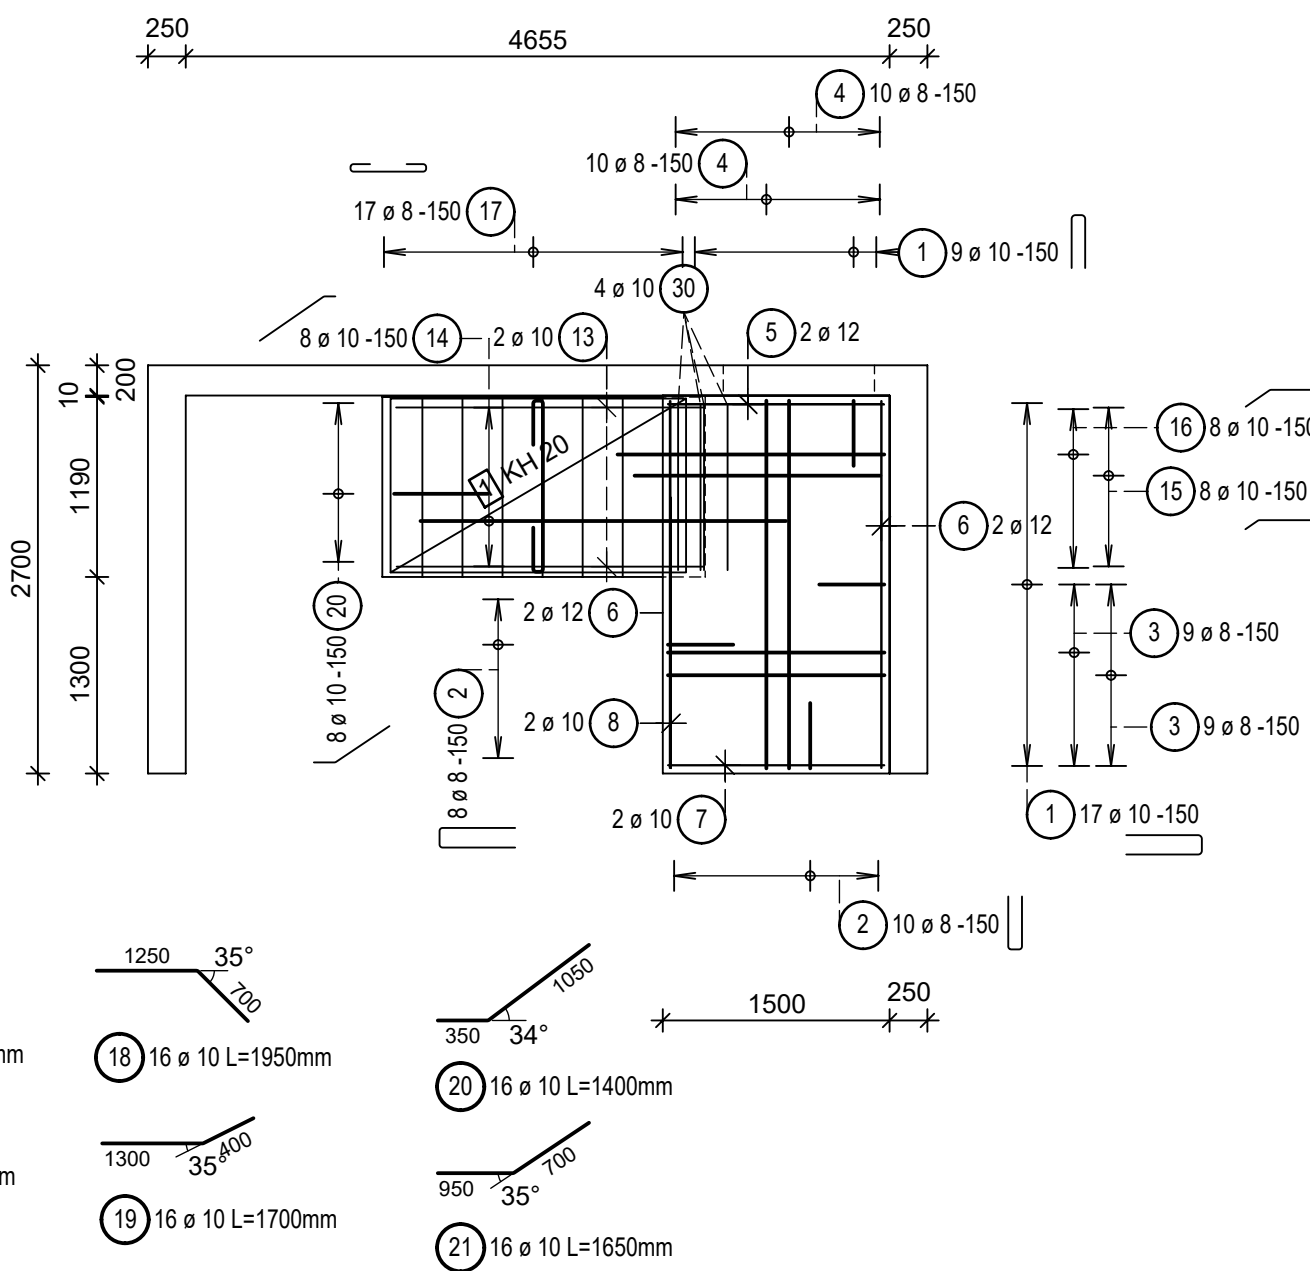 250
4655
250
4 10 ø 8 -150
10 ø 8 -150 4
17 ø 8 -150 17
1 9 ø 10 -150
4 ø 10 30
8 ø 10 -150 14
2 ø 10 13
5 2 ø 12
200
10
1190
2700
1300
1 KH 20
16 8 ø 10 -150
15 8 ø 10 -150
6 2 ø 12
20
8 ø 10 -150
2 ø 12 6
3 9 ø 8 -150
2
8 ø 8 -150
2 ø 10 8
3 9 ø 8 -150
2 ø 10 7
1 17 ø 10 -150
2 10 ø 8 -150
1250
35°
700
mm
18 16 ø 10 L=1950mm
1050
350
34°
20 16 ø 10 L=1400mm
1500
250
1300
35°
400
m
19 16 ø 10 L=1700mm
950
35°
700
21 16 ø 10 L=1650mm